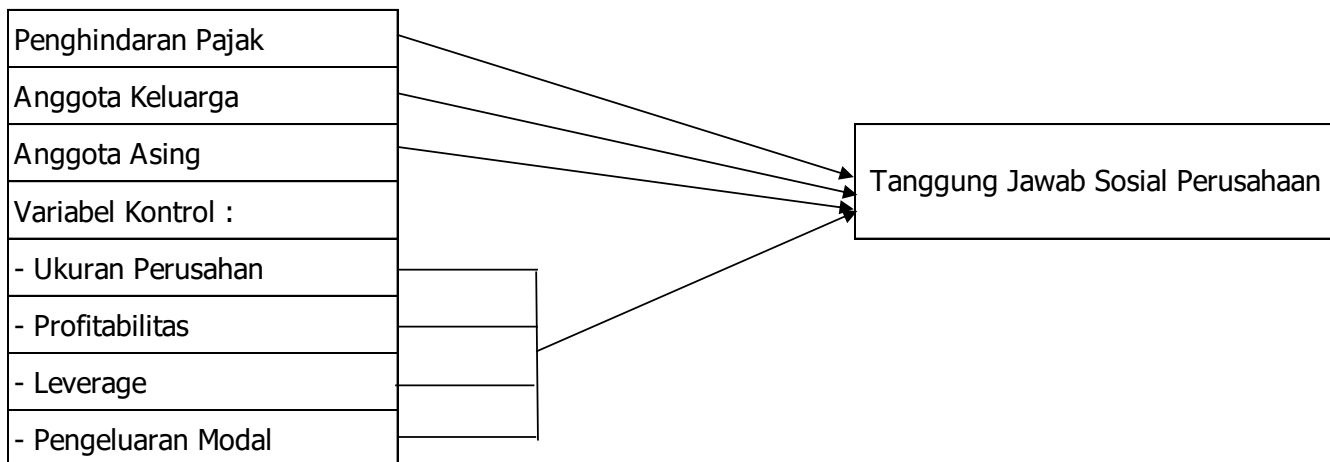 Penghindaran Pajak
Anggota Keluarga
Anggota Asing
Variabel Kontrol :
- Ukuran Perusahan
- Profitabilitas
- Leverage
- Pengeluaran Modal
Tanggung Jawab Sosial Perusahaan